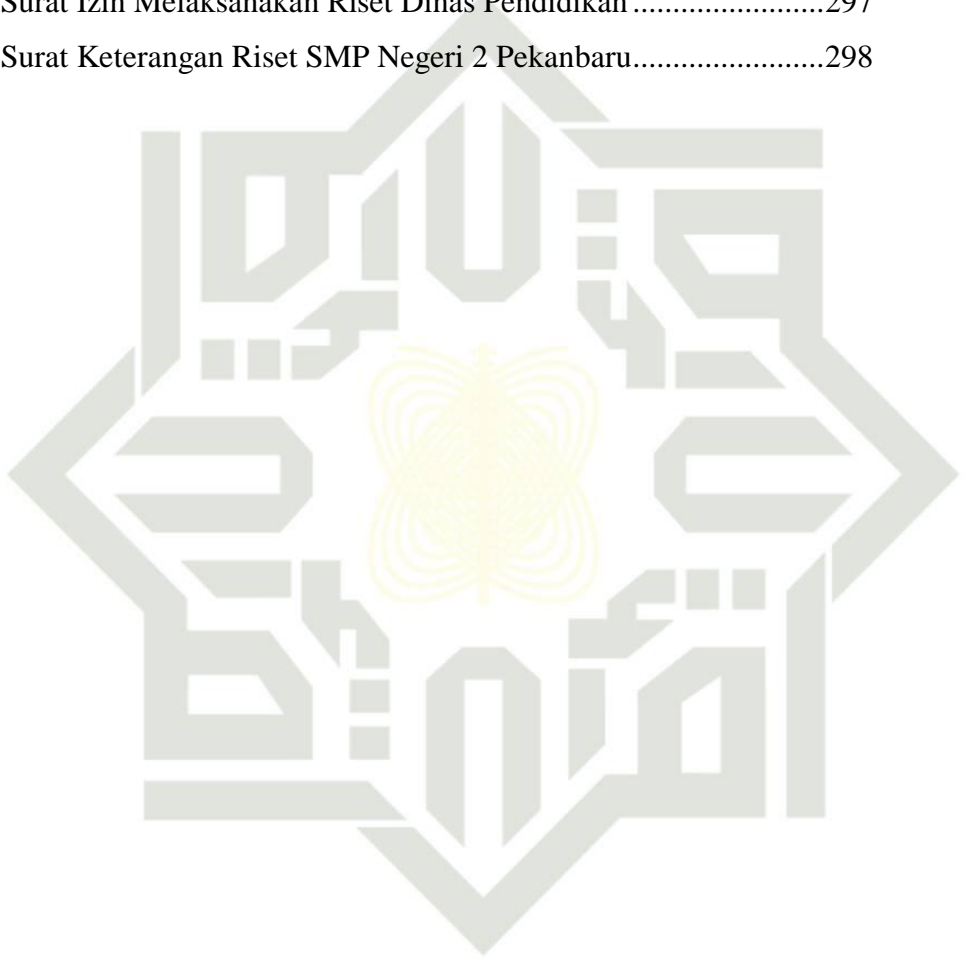 Surat Izin Melaksanakan Riset Dinas Pendidikan ........................297
Surat Keterangan Riset SMP Negeri 2 Pekanbaru........................298